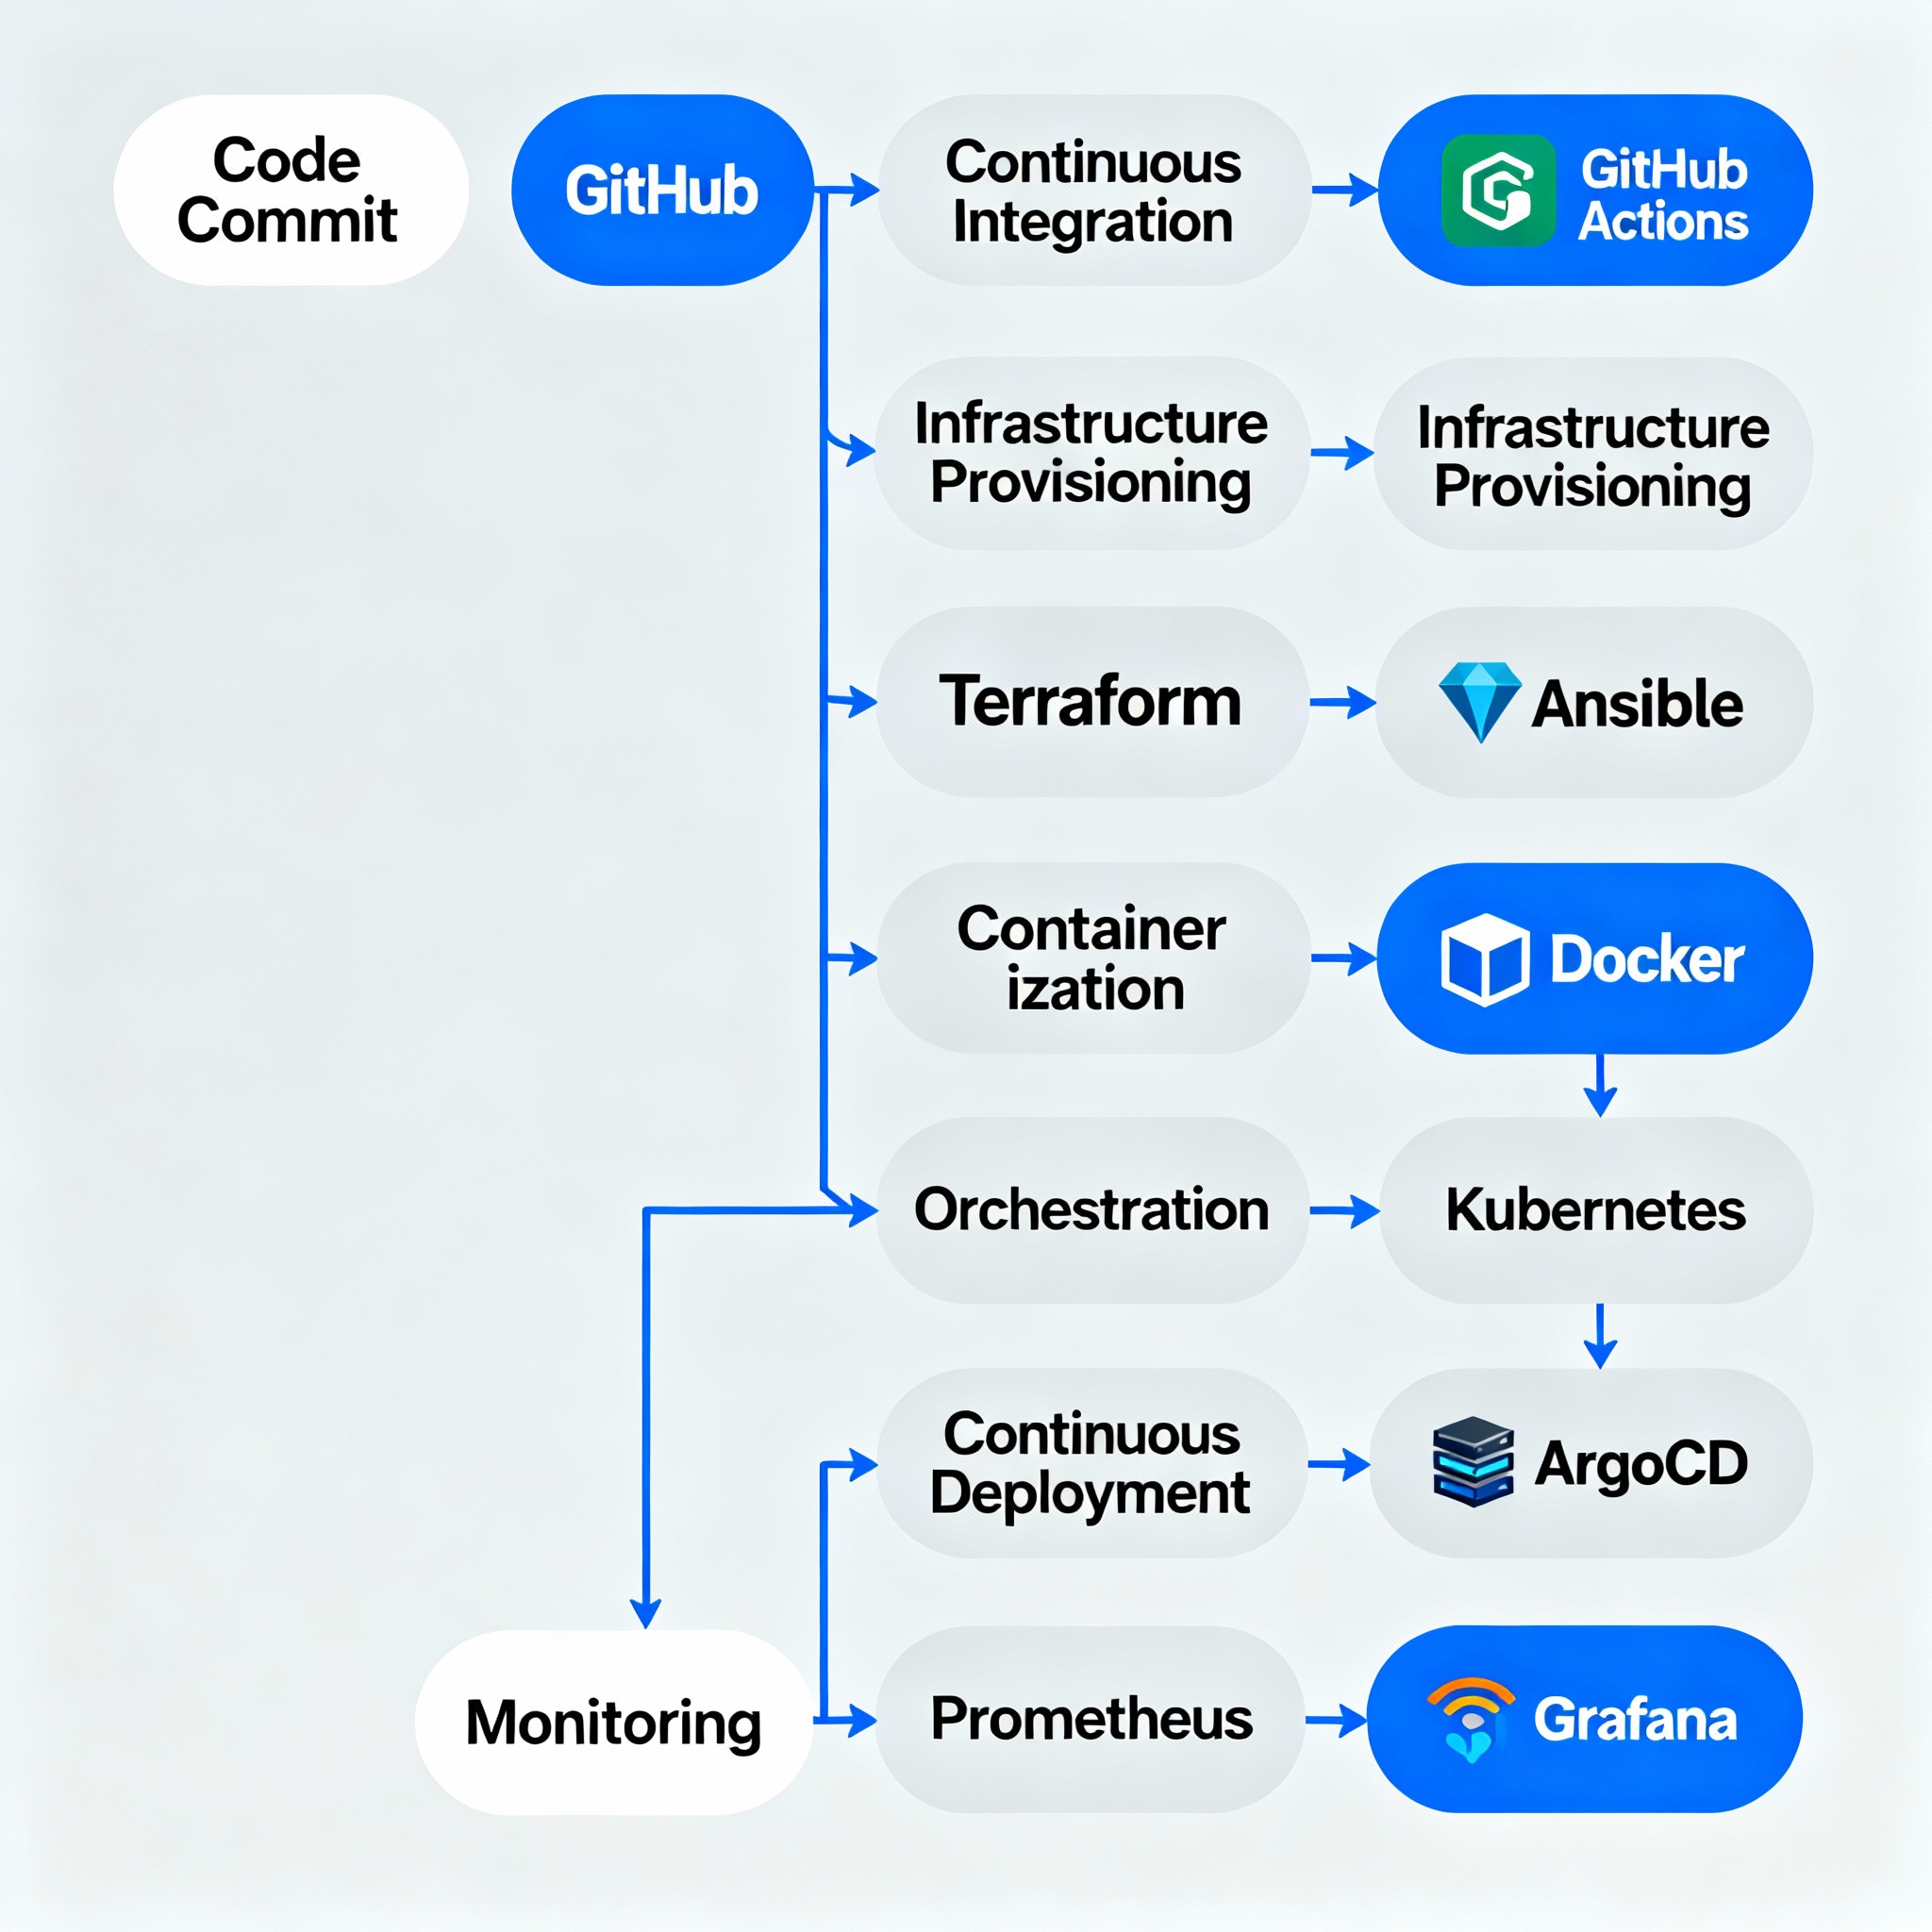 Code
Commit
GitHub
Continuous
Integration
GitHub
Actions
Infrastructure
Provisioning
Infrastructure
Provisioning
Terraform
Ansible
Container
ization
Docker
Orchestration
Kubernetes
Continuous
Deployment
ArgoCD
Monitoring
Prometheus
Grafana